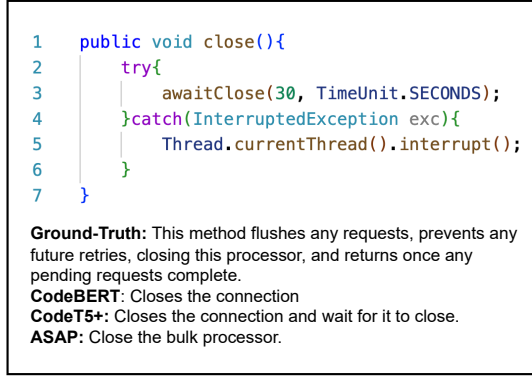 1 public void close(){
2 try{
3 awaitClose(30, TimeUnit.SECONDS);
4 }catch(InterruptedException exc){
5 Thread.currentThread().interrupt();
6 }
7 }
Ground-Truth: This method flushes any requests, prevents any
future retries, closing this processor, and returns once any
pending requests complete.
CodeBERT: Closes the connection
CodeT5+: Closes the connection and wait for it to close.
ASAP: Close the bulk processor.